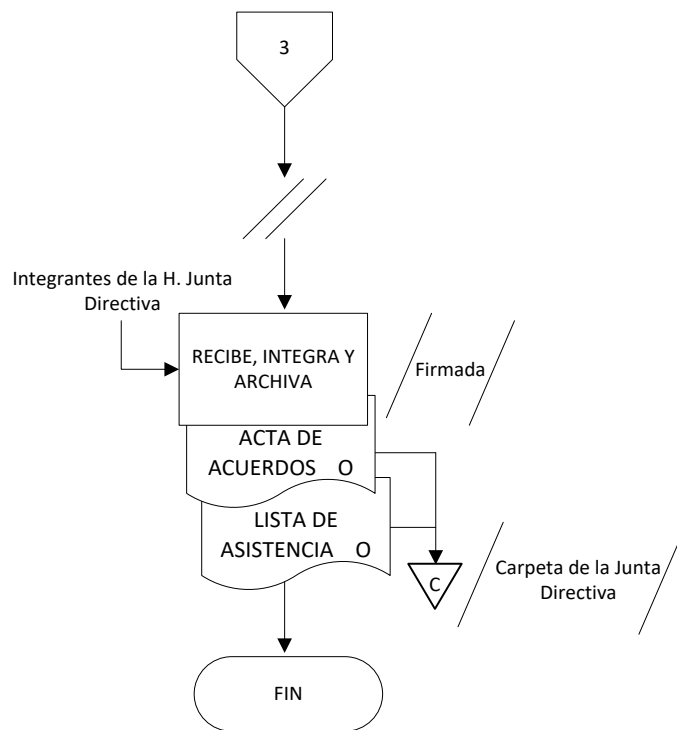 3
Integrantes de la H. Junta
Directiva
RECIBE, INTEGRA Y
ARCHIVA
Firmada
ACTA DE
ACUERDOS O
LISTA DE
ASISTENCIA O
C
Carpeta de la Junta
Directiva
FIN